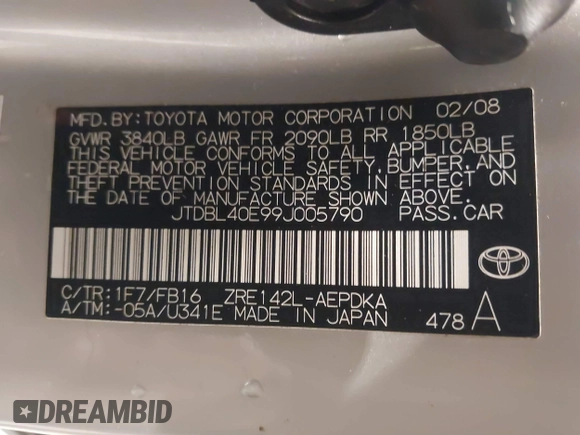 MFD. BY: TOYOTA MOTOR CORPORATION 02/08
GVWR 3840LB GAWR FR 2090LB RR 1850LB
THIS VEHICLE CONFORMS TO ALL APPLICABLE
FEDERAL MOTOR VEHICLE SAFETY, BUMPER, AND
THEFT PREVENTION STANDARDS IN EFFECT ON
THE DATE OF MANUFACTURE SHOWN ABOVE.
JTDBL40E99J005790 PASS. CAR
C/TR: 1F7/FB16 ZRE142L-AEPDKA
A/TM: -05A/U341E MADE IN JAPAN 478 A
DREAMBID